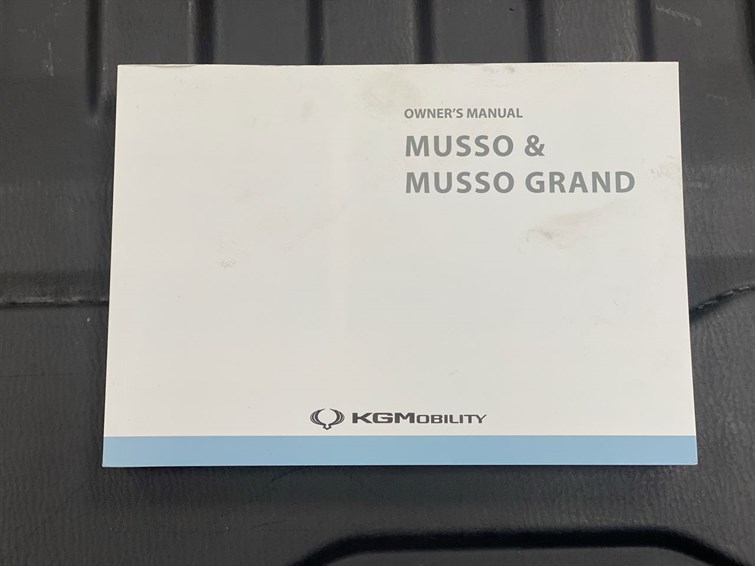 OWNER'S MANUAL
MUSSO &
MUSSO GRAND
KGMOBILITY